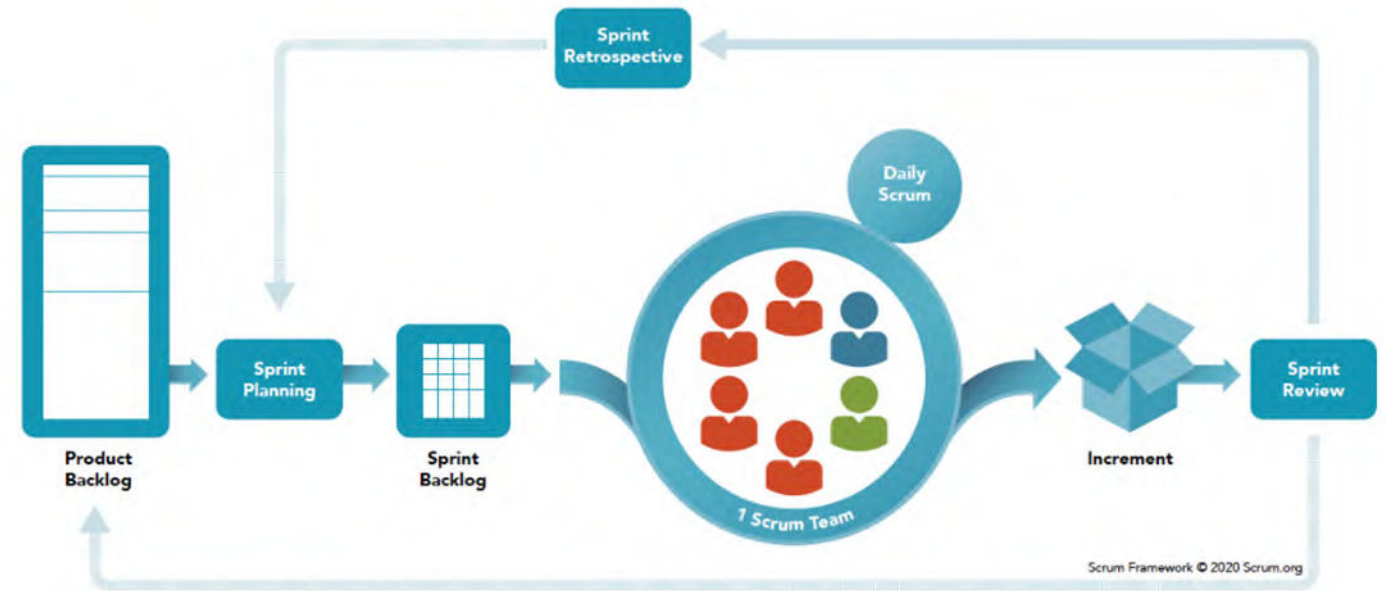 Sprint
Retrospective
Daily
Scrum
Sprint
Planning
Sprint
Review
Product
Backlog
Sprint
Backlog
Increment
1 Scrum Team
Scrum Framework © 2020 Scrum.org